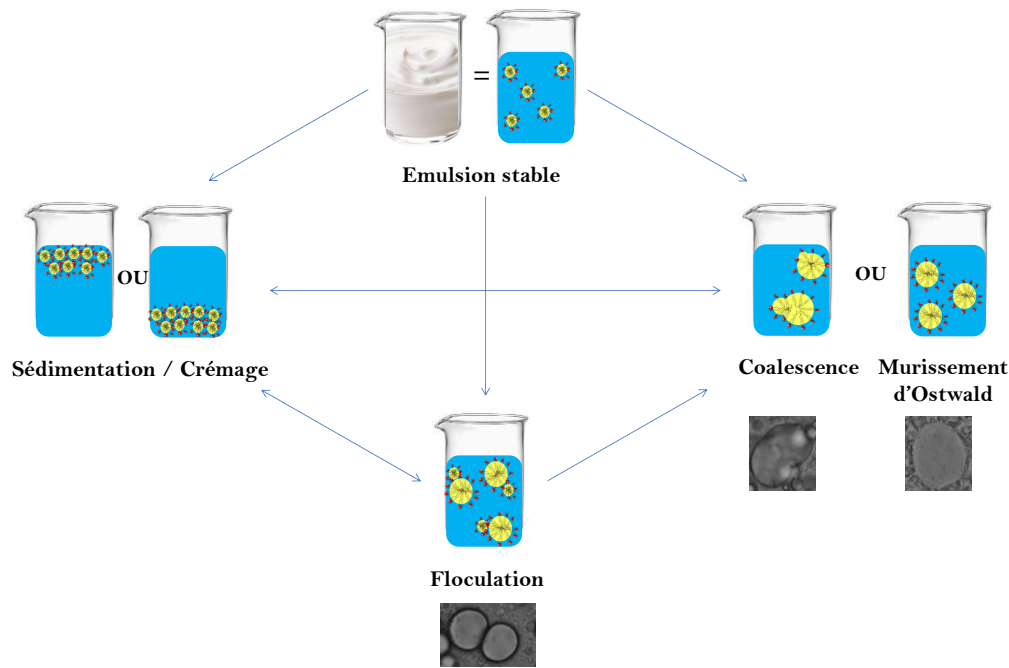 =
Emulsion stable
OU
Sédimentation / Crémage
OU
Coalescence
Murissement
d'Ostwald
Floculation